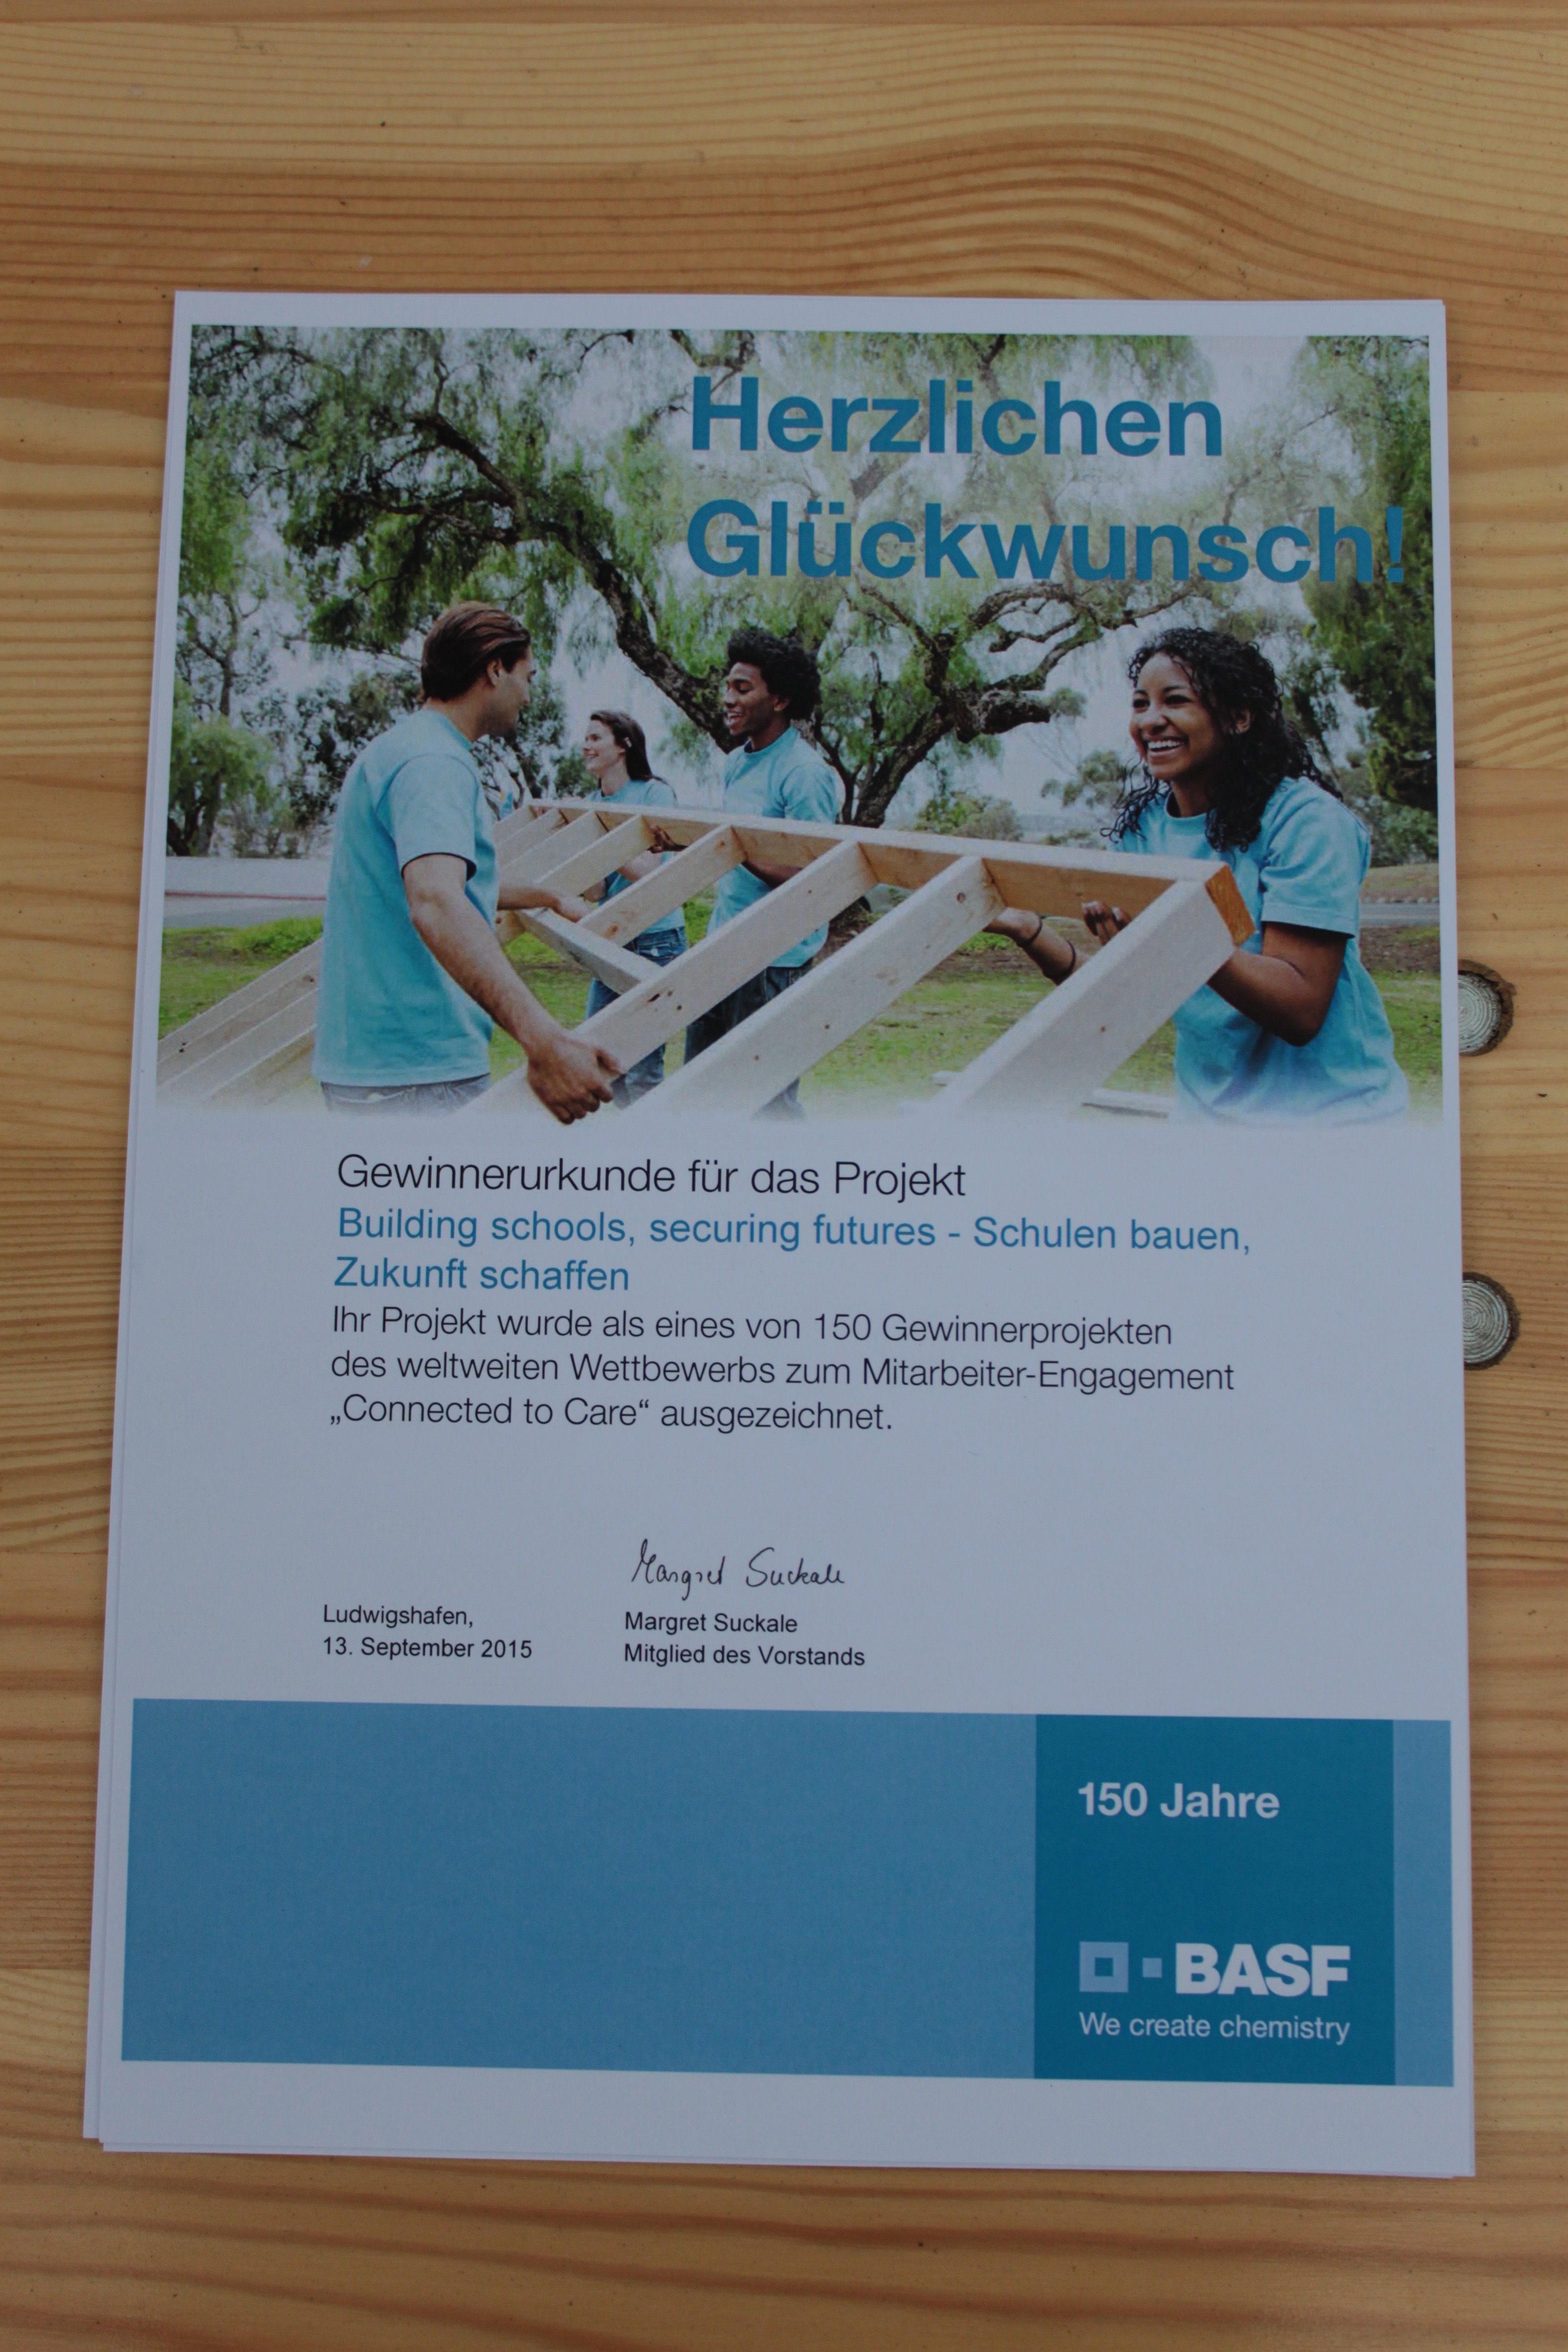 Herzlichen
Glückwunsch!
Gewinnerurkunde für das Projekt
Building schools, securing futures - Schulen bauen,
Zukunft schaffen
Ihr Projekt wurde als eines von 150 Gewinnerprojekten
des weltweiten Wettbewerbs zum Mitarbeiter-Engagement
„Connected to Care“ ausgezeichnet.
Margret Suckale
Ludwigshafen,
13. September 2015
Margret Suckale
Mitglied des Vorstands
150 Jahre
BASF
We create chemistry